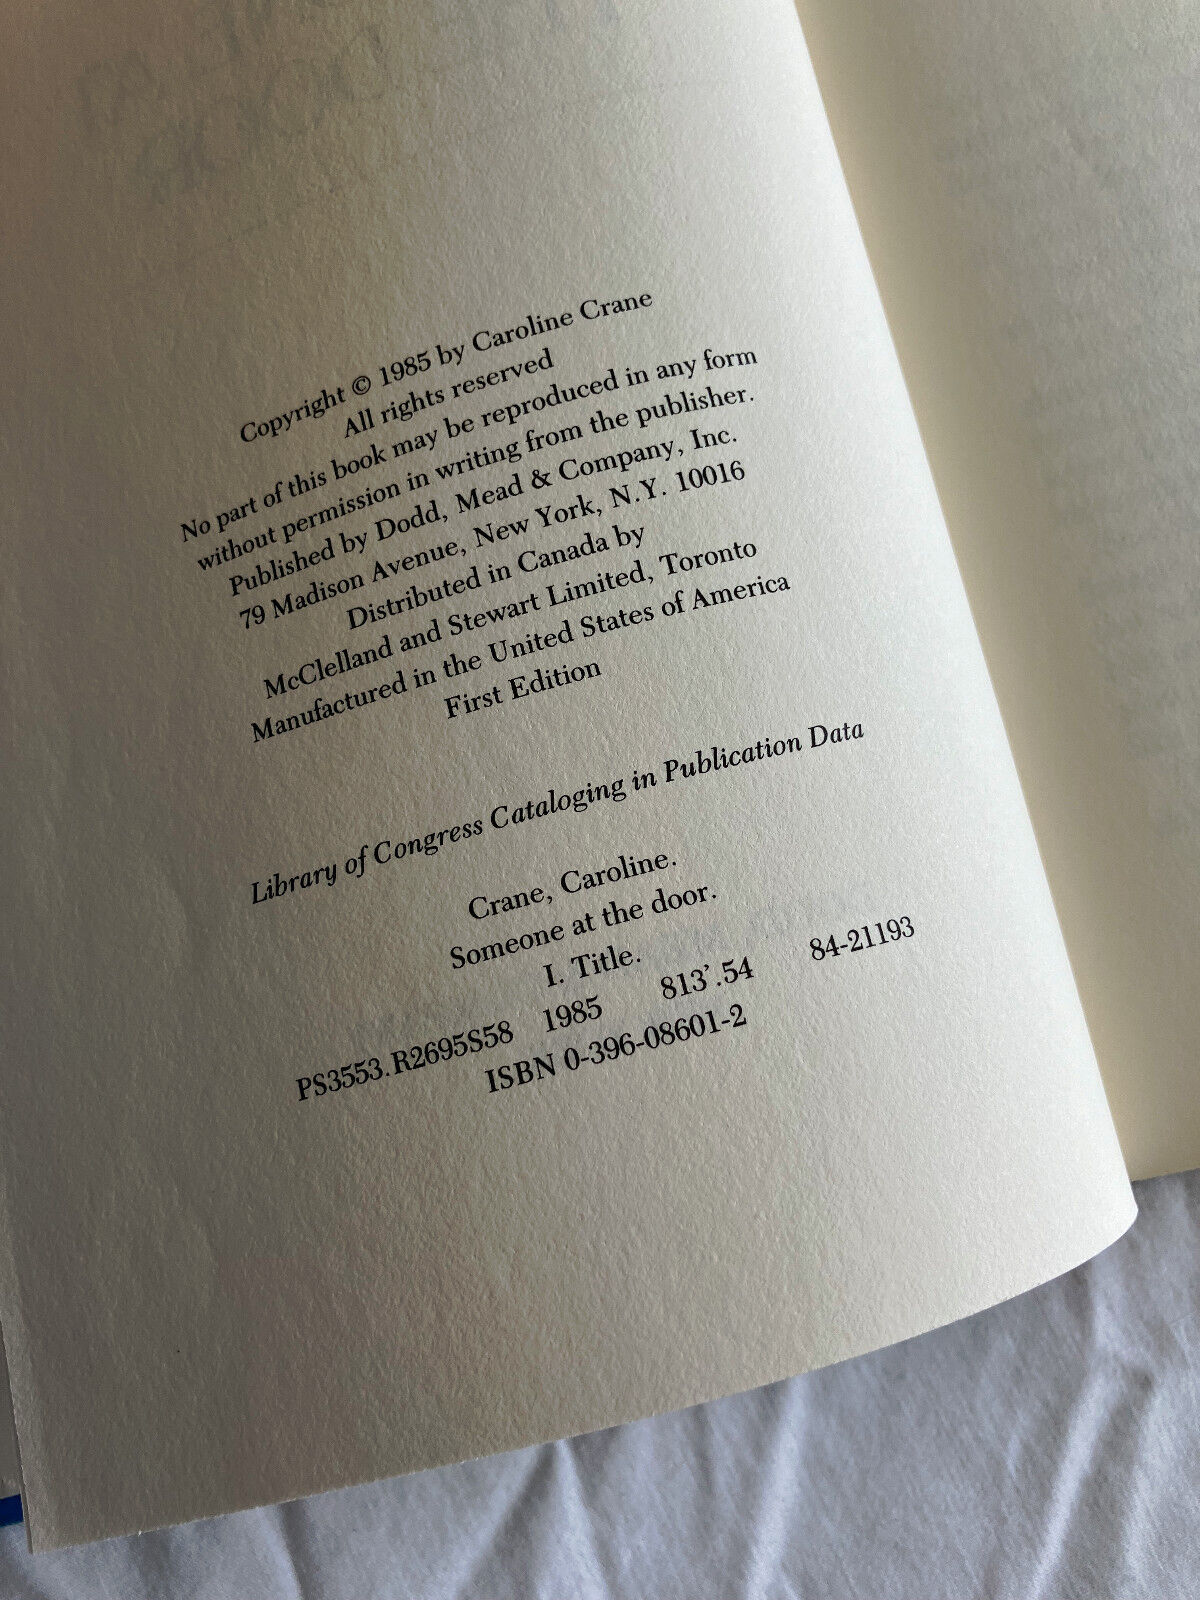 Copyright © 1985 by Caroline Crane
All rights reserved
No part of this book may be reproduced in any form
without permission in writing from the publisher.
Published by Dodd, Mead & Company, Inc.
79 Madison Avenue, New York, N.Y. 10016
Distributed in Canada by
McClelland and Stewart Limited, Toronto
Manufactured in the United States of America
First Edition
Library of Congress Cataloging in Publication Data
Crane, Caroline.
Someone at the door.
I. Title.
PS3553.R2695S58 1985 813'.54 84-21193
ISBN 0-396-08601-2